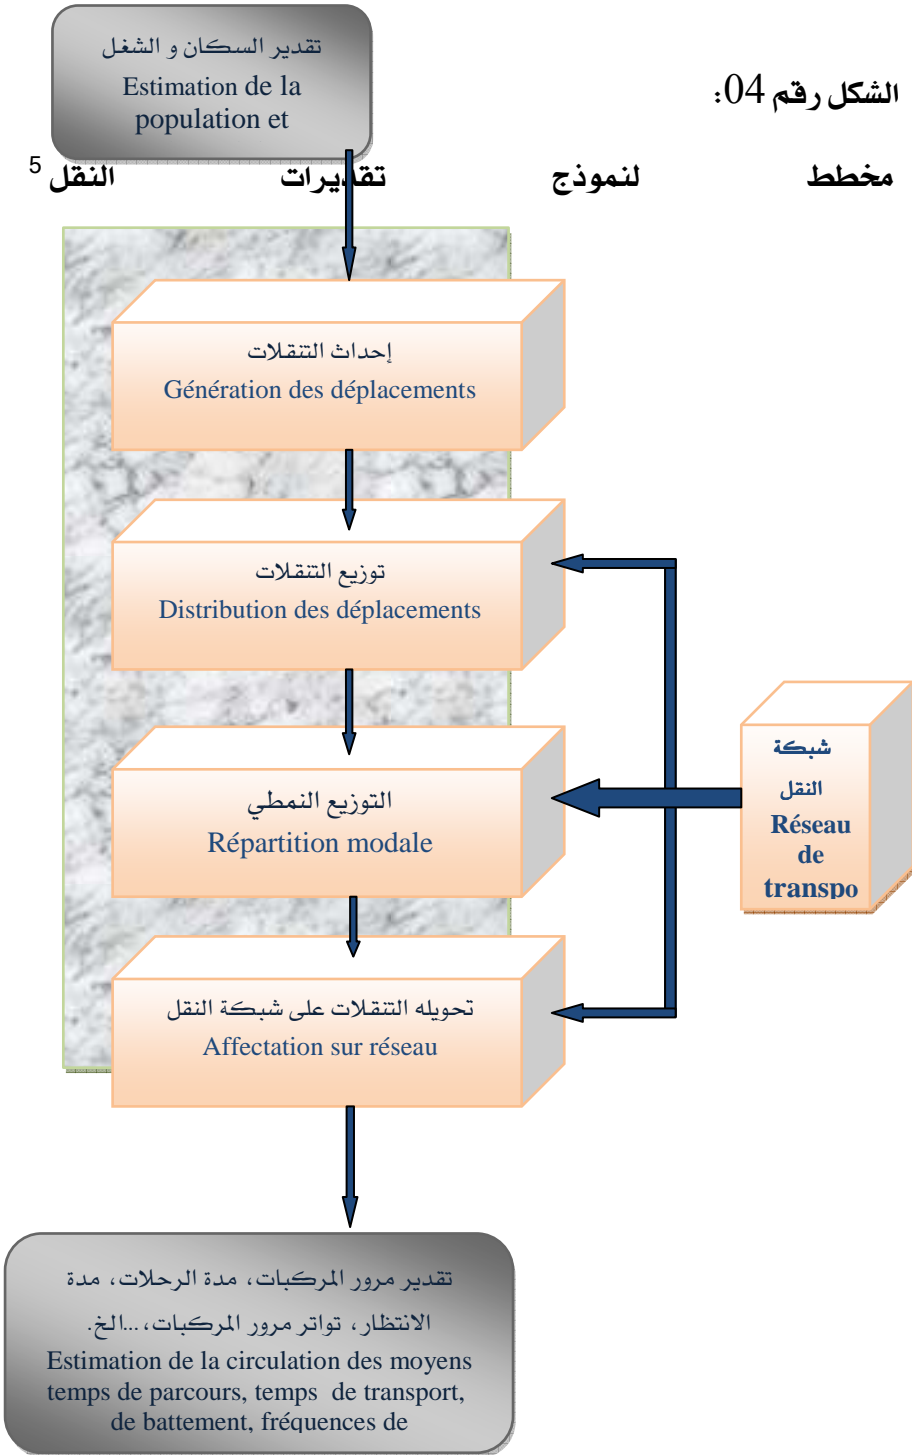 الشكل رقم 04:
مخطط لنموذج تقديرات النقل 5
تقدير السكان و الشغل
Estimation de la
population et
إحداث التنقلات
Génération des déplacements
توزيع التنقلات
Distribution des déplacements
التوزيع النمطي
Répartition modale
شبكة
النقل
Réseau
de
transpo
تحويله التنقلات على شبكة النقل
Affectation sur réseau
تقدير مرور المركبات، مدة الرحلات، مدة
الانتظار، تواتر مرور المركبات،...الخ.
Estimation de la circulation des moyens
temps de parcours, temps de transport,
de battement, fréquences de